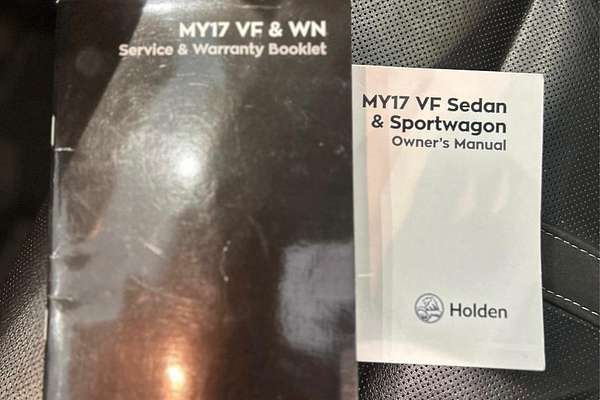 MY17 VF & WN
Service & Warranty Booklet
MY17 VF Sedan
& Sportwagon
Owner's Manual
Holden